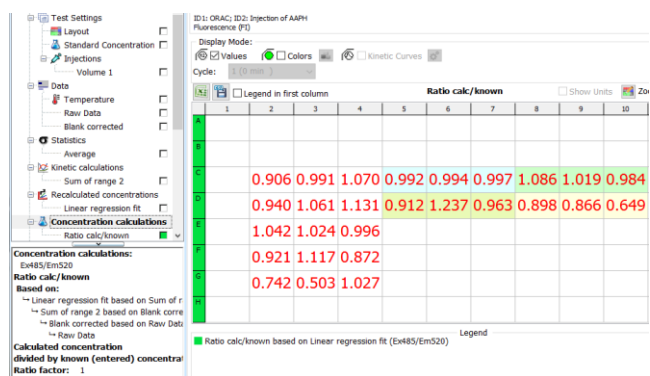 Test Settings
Layout
Standard Concentration
Injections
Volume 1
Data
Temperature
Raw Data
Blank corrected
Statistics
Average
Kinetic calculations
Sum of range 2
Recalculated concentrations
Linear regression fit
Concentration calculations
Ratio calc/known
Concentration calculations:
Ex485/Em520
Ratio calc/known
Based on:
Linear regression fit based on Sum of r
Sum of range 2 based on Blank corre
Blank corrected based on Raw Data
Raw Data
Calculated concentration
divided by known (entered) concentra
Ratio factor: 1
ID1: ORAC; ID2: Injection of AAPH
Fluorescence (FI)
Display Mode:
Values Colors Kinetic Curves
Cycle: 1 (0 min )
Legend in first column Ratio calc/known Show Units Zoo
1 2 3 4 5 6 7 8 9 10
A
B
C 0.906 0.991 1.070 0.992 0.994 0.997 1.086 1.019 0.984
D 0.940 1.061 1.131 0.912 1.237 0.963 0.898 0.866 0.649
E 1.042 1.024 0.996
F 0.921 1.117 0.872
G 0.742 0.503 1.027
H
Legend
Ratio calc/known based on Linear regression fit (Ex485/Em520)